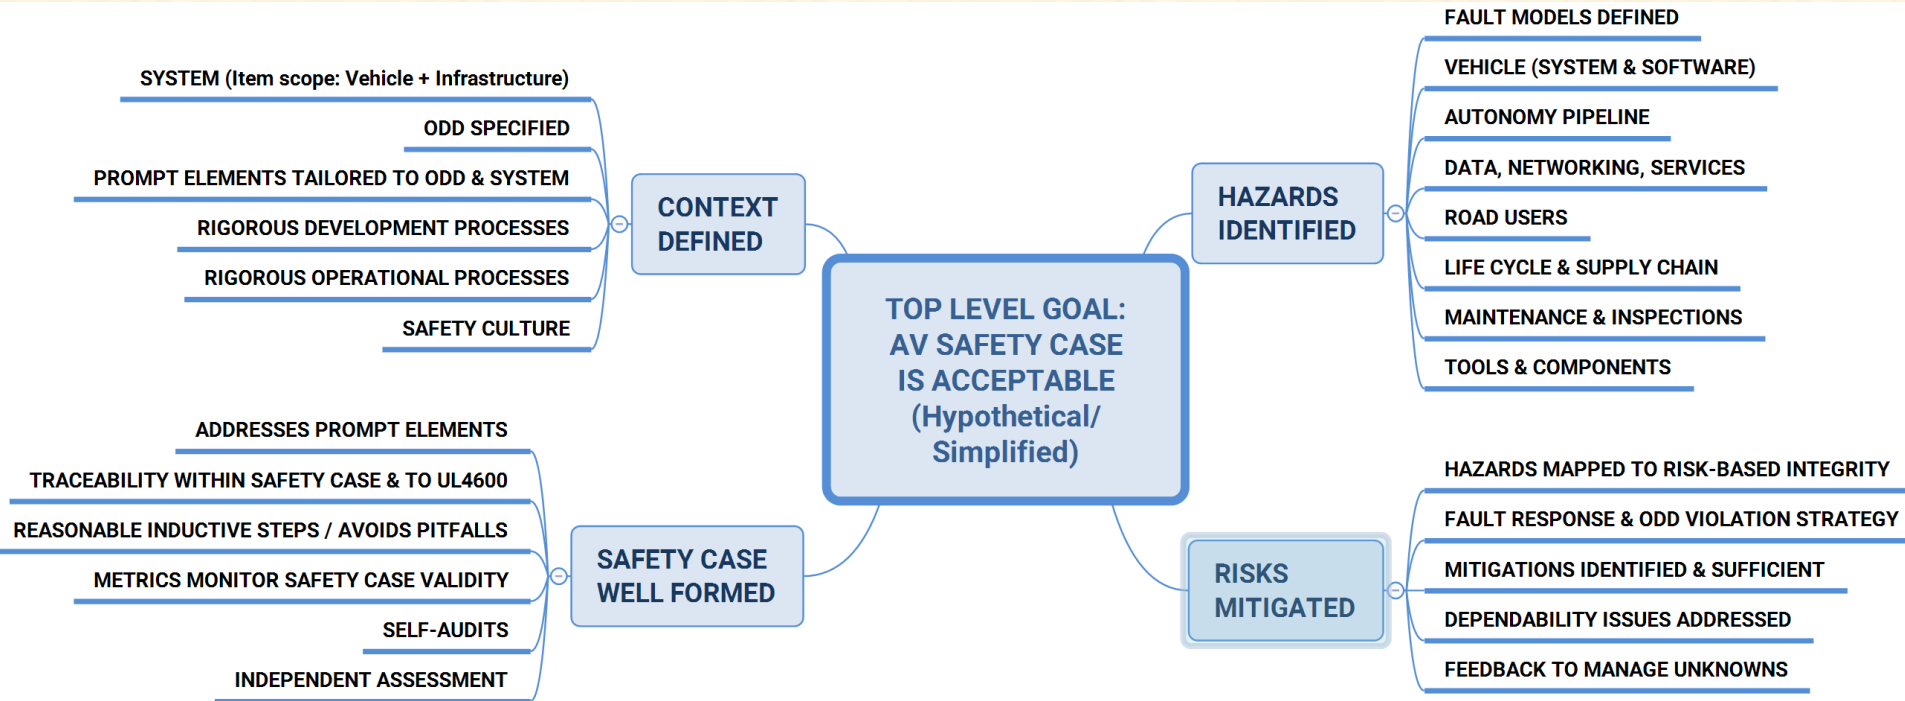 SYSTEM (Item scope: Vehicle + Infrastructure)
ODD SPECIFIED
PROMPT ELEMENTS TAILORED TO ODD & SYSTEM
RIGOROUS DEVELOPMENT PROCESSES
RIGOROUS OPERATIONAL PROCESSES
SAFETY CULTURE
CONTEXT
DEFINED
ADDRESSES PROMPT ELEMENTS
TRACEABILITY WITHIN SAFETY CASE & TO UL4600
REASONABLE INDUCTIVE STEPS / AVOIDS PITFALLS
METRICS MONITOR SAFETY CASE VALIDITY
SELF-AUDITS
INDEPENDENT ASSESSMENT
SAFETY CASE
WELL FORMED
TOP LEVEL GOAL:
AV SAFETY CASE
IS ACCEPTABLE
(Hypothetical/
Simplified)
HAZARDS
IDENTIFIED
FAULT MODELS DEFINED
VEHICLE (SYSTEM & SOFTWARE)
AUTONOMY PIPELINE
DATA, NETWORKING, SERVICES
ROAD USERS
LIFE CYCLE & SUPPLY CHAIN
MAINTENANCE & INSPECTIONS
TOOLS & COMPONENTS
RISKS
MITIGATED
HAZARDS MAPPED TO RISK-BASED INTEGRITY
FAULT RESPONSE & ODD VIOLATION STRATEGY
MITIGATIONS IDENTIFIED & SUFFICIENT
DEPENDABILITY ISSUES ADDRESSED
FEEDBACK TO MANAGE UNKNOWNS